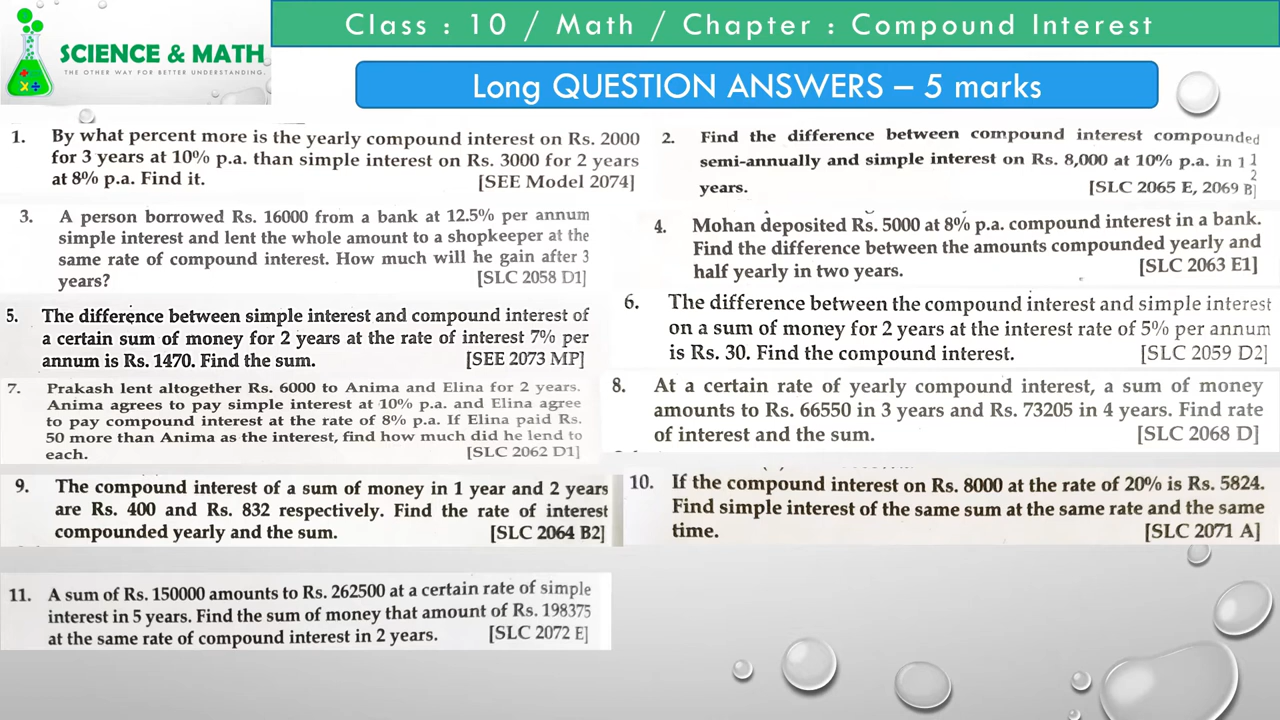 SCIENCE & MATH
THE OTHER WAY FOR BETTER UNDERSTANDING.
Class : 10 / Math / Chapter : Compound Interest
Long QUESTION ANSWERS – 5 marks
1. By what percent more is the yearly compound interest on Rs. 2000
for 3 years at 10% p.a. than simple interest on Rs. 3000 for 2 years
at 8% p.a. Find it. [SEE Model 2074]
2. Find the difference between compound interest compounded
semi-annually and simple interest on Rs. 8,000 at 10% p.a. in 1 1/2
years. [SLC 2065 E, 2069 B]
3. A person borrowed Rs. 16000 from a bank at 12.5% per annum
simple interest and lent the whole amount to a shopkeeper at the
same rate of compound interest. How much will he gain after 3
years? [SLC 2058 D1]
4. Mohan deposited Rs. 5000 at 8% p.a. compound interest in a bank.
Find the difference between the amounts compounded yearly and
half yearly in two years. [SLC 2063 E1]
5. The difference between simple interest and compound interest of
a certain sum of money for 2 years at the rate of interest 7% per
annum is Rs. 1470. Find the sum. [SEE 2073 MP]
6. The difference between the compound interest and simple interest
on a sum of money for 2 years at the interest rate of 5% per annum
is Rs. 30. Find the compound interest. [SLC 2059 D2]
7. Prakash lent altogether Rs. 6000 to Anima and Elina for 2 years.
Anima agrees to pay simple interest at 10% p.a. and Elina agree
to pay compound interest at the rate of 8% p.a. If Elina paid Rs.
50 more than Anima as the interest, find how much did he lend to
each. [SLC 2062 D1]
8. At a certain rate of yearly compound interest, a sum of money
amounts to Rs. 66550 in 3 years and Rs. 73205 in 4 years. Find rate
of interest and the sum. [SLC 2068 D]
9. The compound interest of a sum of money in 1 year and 2 years
are Rs. 400 and Rs. 832 respectively. Find the rate of interest
compounded yearly and the sum. [SLC 2064 B2]
10. If the compound interest on Rs. 8000 at the rate of 20% is Rs. 5824.
Find simple interest of the same sum at the same rate and the same
time. [SLC 2071 A]
11. A sum of Rs. 150000 amounts to Rs. 262500 at a certain rate of simple
interest in 5 years. Find the sum of money that amount of Rs. 198375
at the same rate of compound interest in 2 years. [SLC 2072 E]